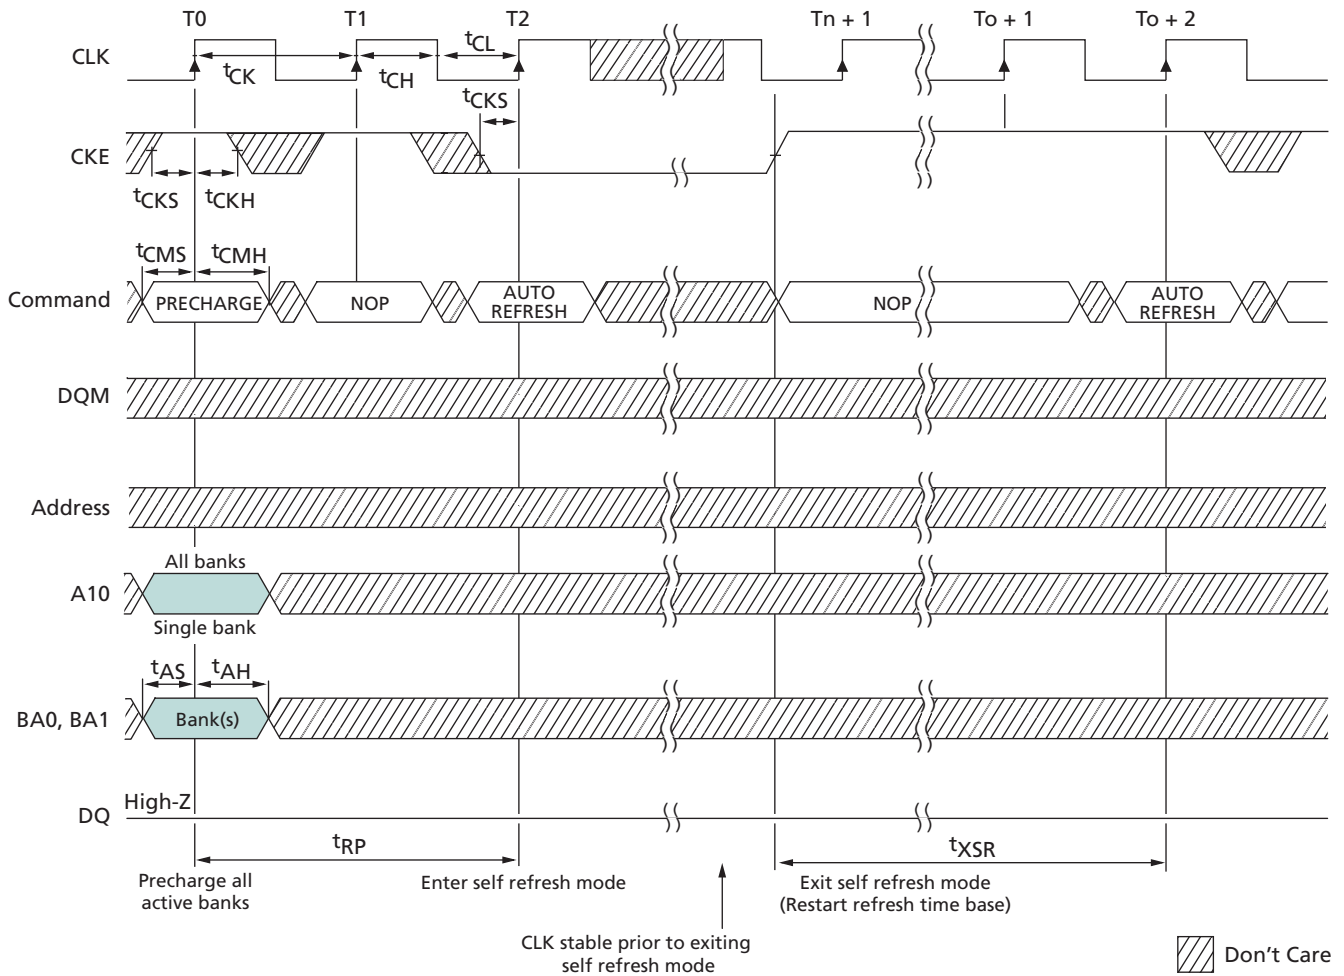 T0 T1 T2 Tn + 1 To + 1 To + 2
CLK
tCK tCH tCL
tCKS
CKE
tCKS tCKH
tCMS tCMH
Command PRECHARGE NOP AUTO REFRESH NOP AUTO REFRESH
DQM
Address
All banks
A10
Single bank
tAS tAH
BA0, BA1 Bank(s)
High-Z
DQ
tRP tXSR
Precharge all
active banks
Enter self refresh mode
Exit self refresh mode
(Restart refresh time base)
CLK stable prior to exiting
self refresh mode
Don't Care